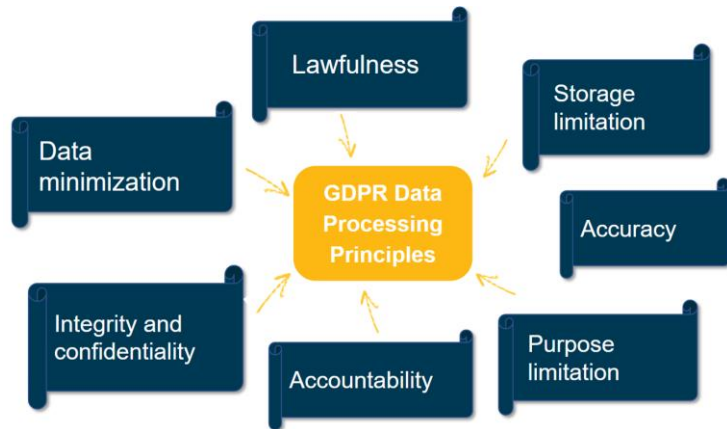 Lawfulness
Storage
limitation
Data
minimization
GDPR Data
Processing
Principles
Accuracy
Integrity and
confidentiality
Accountability
Purpose
limitation